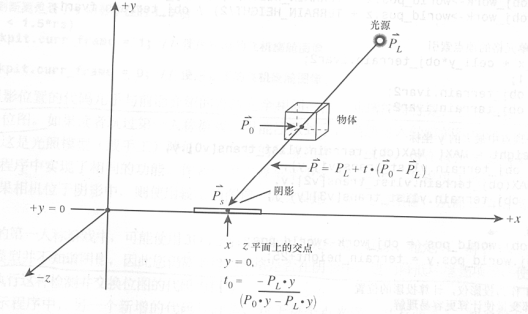 +y
光源
P_L
P_0
物体
P = P_L + t·(P_0 − P_L)
P_s
阴影
+y = 0
+x
x z 平面上的交点
y = 0,
−z
t_0 = −P_L·y
(P_0·y − P_L·y)